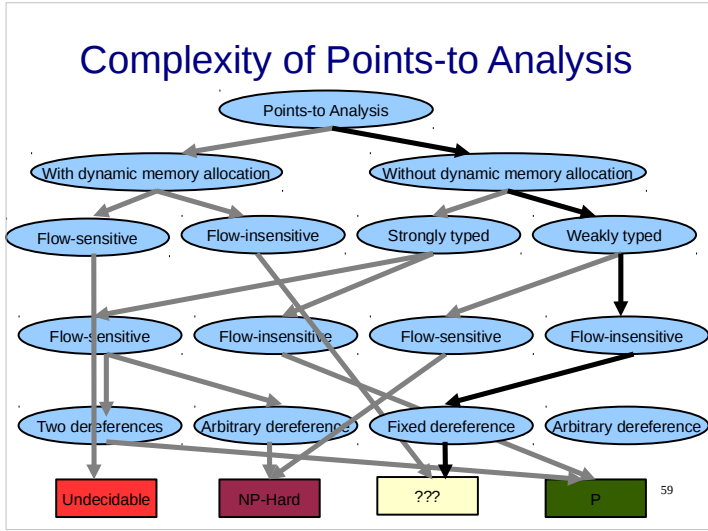 Complexity of Points-to Analysis
Points-to Analysis
With dynamic memory allocation
Without dynamic memory allocation
Flow-sensitive
Flow-insensitive
Strongly typed
Weakly typed
Flow-sensitive
Flow-insensitive
Flow-sensitive
Flow-insensitive
Two dereferences
Arbitrary dereference
Fixed dereference
Arbitrary dereference
Undecidable
NP-Hard
???
P
59